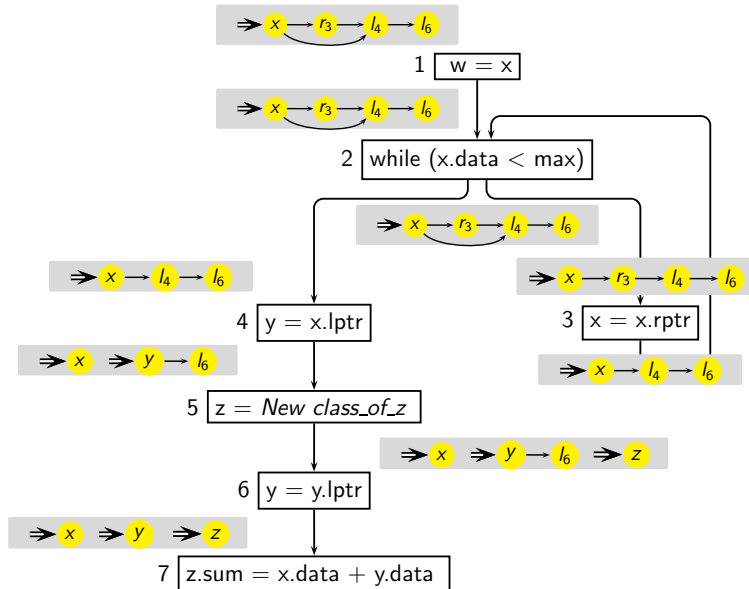 x r3 l4 l6
1 w = x
x r3 l4 l6
2 while (x.data < max)
x r3 l4 l6
x l4 l6
x r3 l4 l6
4 y = x.lptr
3 x = x.rptr
x y l6
x l4 l6
5 z = New class_of_z
x y l6 z
6 y = y.lptr
x y z
7 z.sum = x.data + y.data